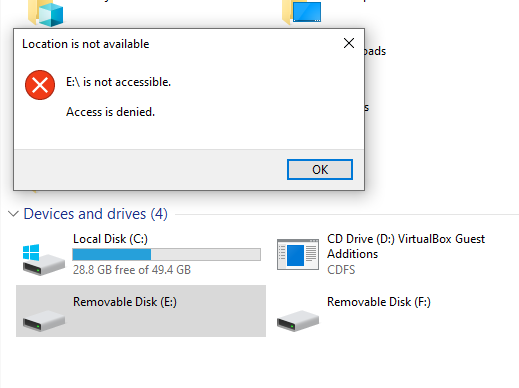 Location is not available
E:\ is not accessible.
Access is denied.
OK
Devices and drives (4)
Local Disk (C:)
28.8 GB free of 49.4 GB
CD Drive (D:) VirtualBox Guest
Additions
CDFS
Removable Disk (E:)
Removable Disk (F:)